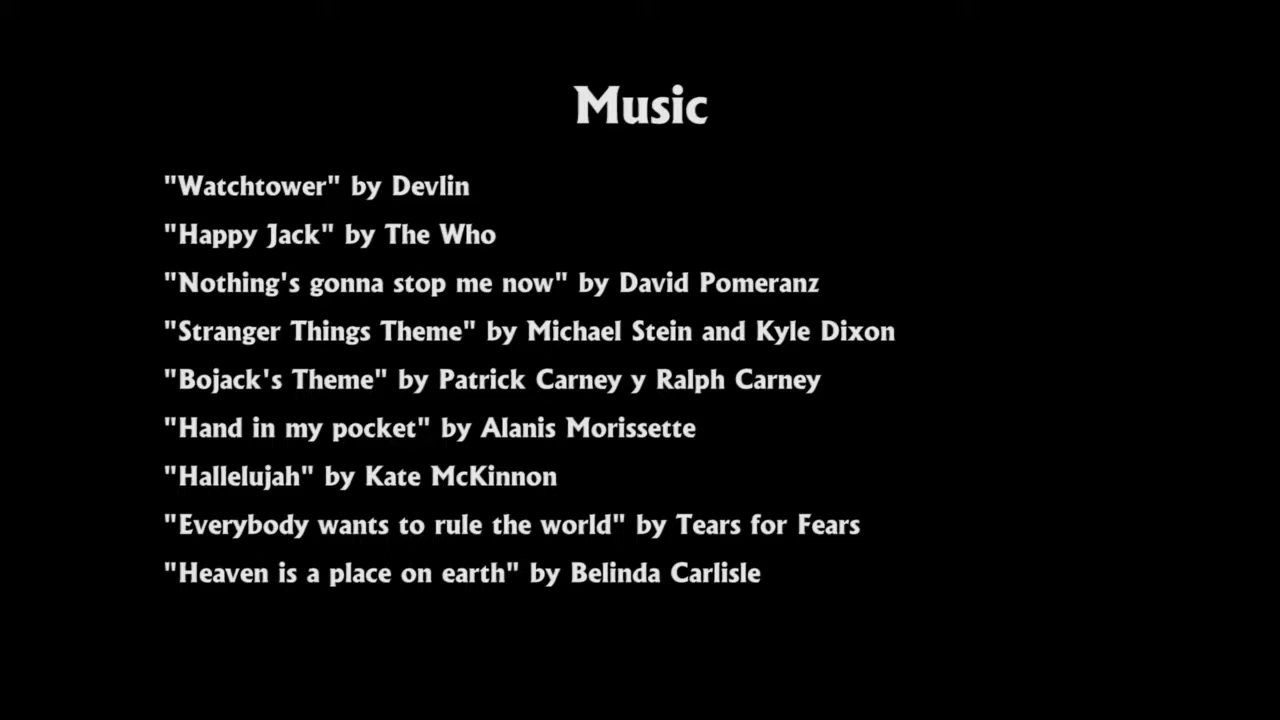 Music
"Watchtower" by Devlin
"Happy Jack" by The Who
"Nothing's gonna stop me now" by David Pomeranz
"Stranger Things Theme" by Michael Stein and Kyle Dixon
"Bojack's Theme" by Patrick Carney y Ralph Carney
"Hand in my pocket" by Alanis Morissette
"Hallelujah" by Kate McKinnon
"Everybody wants to rule the world" by Tears for Fears
"Heaven is a place on earth" by Belinda Carlisle